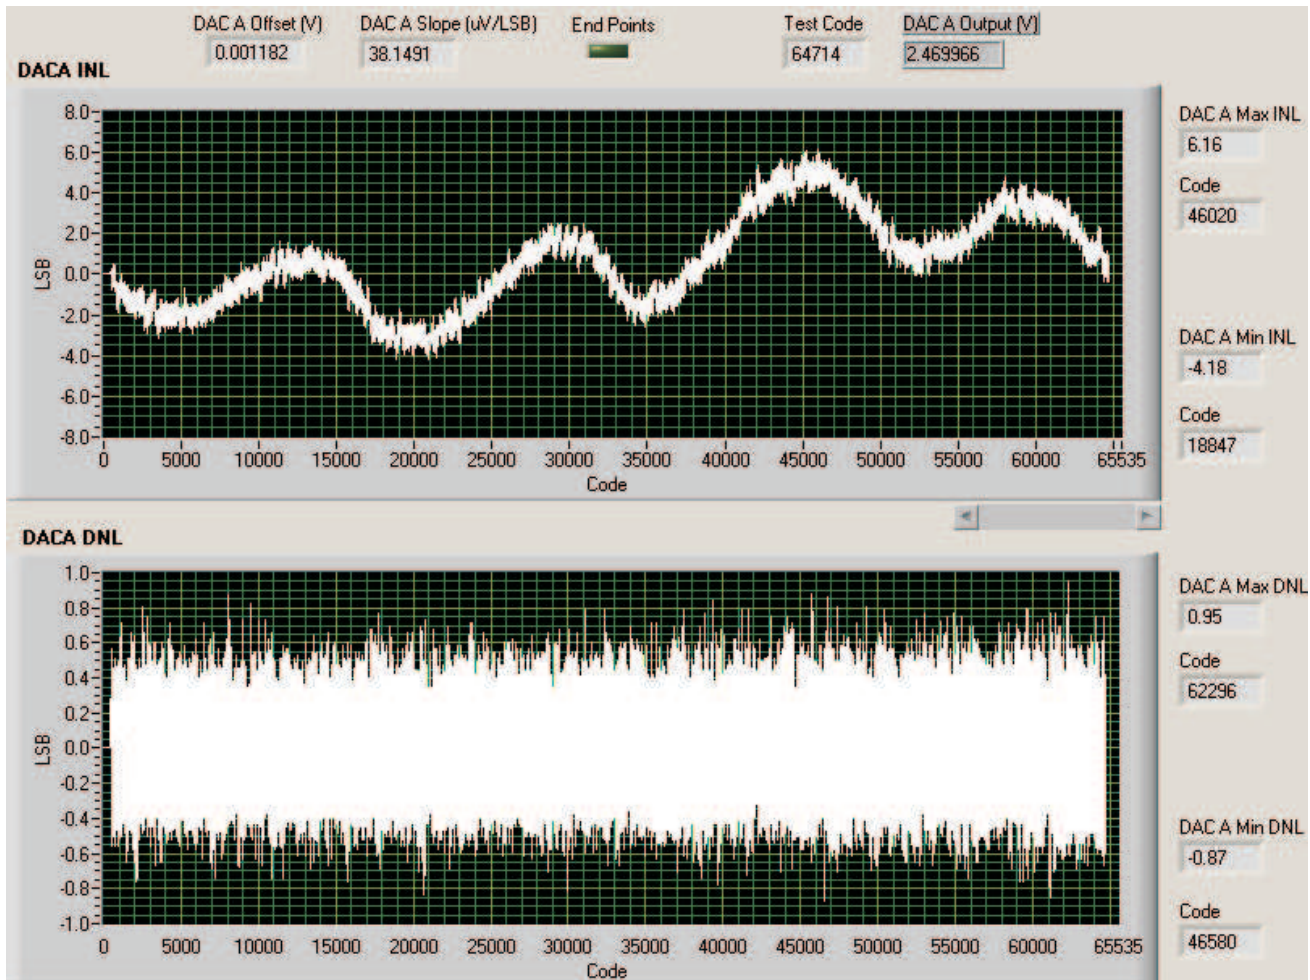 DAC A Offset (V) DAC A Slope (uV/LSB) End Points Test Code DAC A Output (V)
0.001182 38.1491 64714 2.469966
DACA INL
8.0
6.0
4.0
2.0
0.0
-2.0
-4.0
-6.0
-8.0
LSB
0 5000 10000 15000 20000 25000 30000 35000 40000 45000 50000 55000 60000 65535
Code
DAC A Max INL
6.16
Code
46020
DAC A Min INL
-4.18
Code
18847
DACA DNL
1.0
0.8
0.6
0.4
0.2
0.0
-0.2
-0.4
-0.6
-0.8
-1.0
LSB
0 5000 10000 15000 20000 25000 30000 35000 40000 45000 50000 55000 60000 65535
Code
DAC A Max DNL
0.95
Code
62296
DAC A Min DNL
-0.87
Code
46580